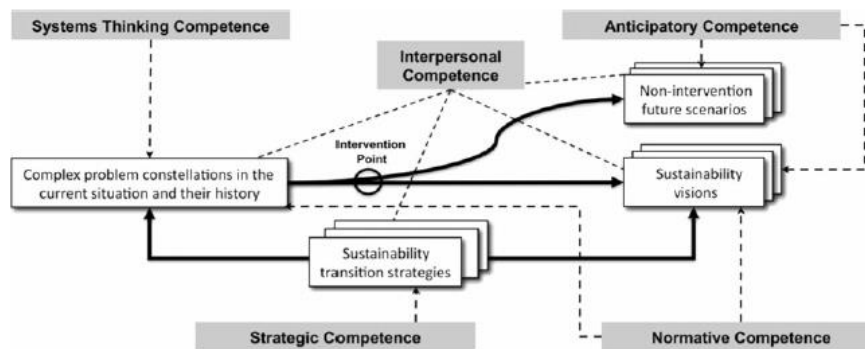 Systems Thinking Competence
Anticipatory Competence
Interpersonal
Competence
Non-intervention
future scenarios
Intervention
Point
Complex problem constellations in the
current situation and their history
Sustainability
visions
Sustainability
transition strategies
Strategic Competence
Normative Competence